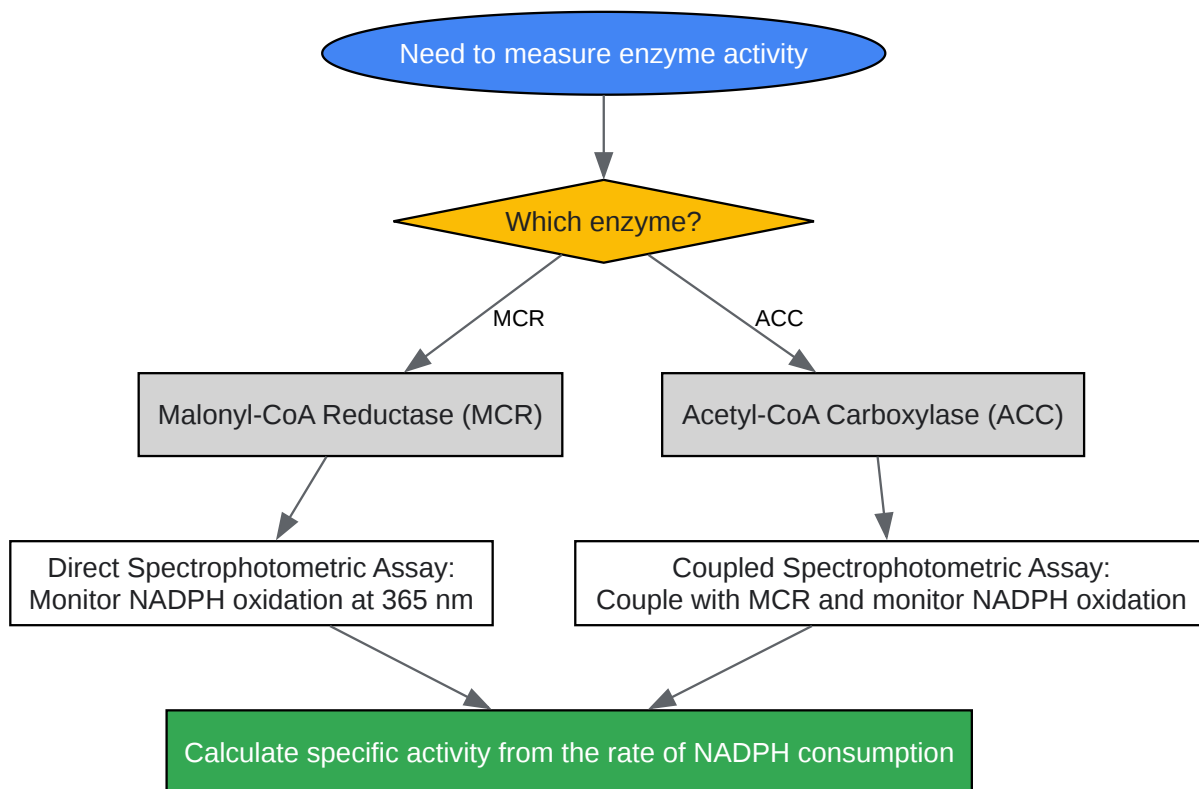 Need to measure enzyme activity
Which enzyme?
MCR
ACC
Malonyl-CoA Reductase (MCR)
Acetyl-CoA Carboxylase (ACC)
Direct Spectrophotometric Assay:
Monitor NADPH oxidation at 365 nm
Coupled Spectrophotometric Assay:
Couple with MCR and monitor NADPH oxidation
Calculate specific activity from the rate of NADPH consumption